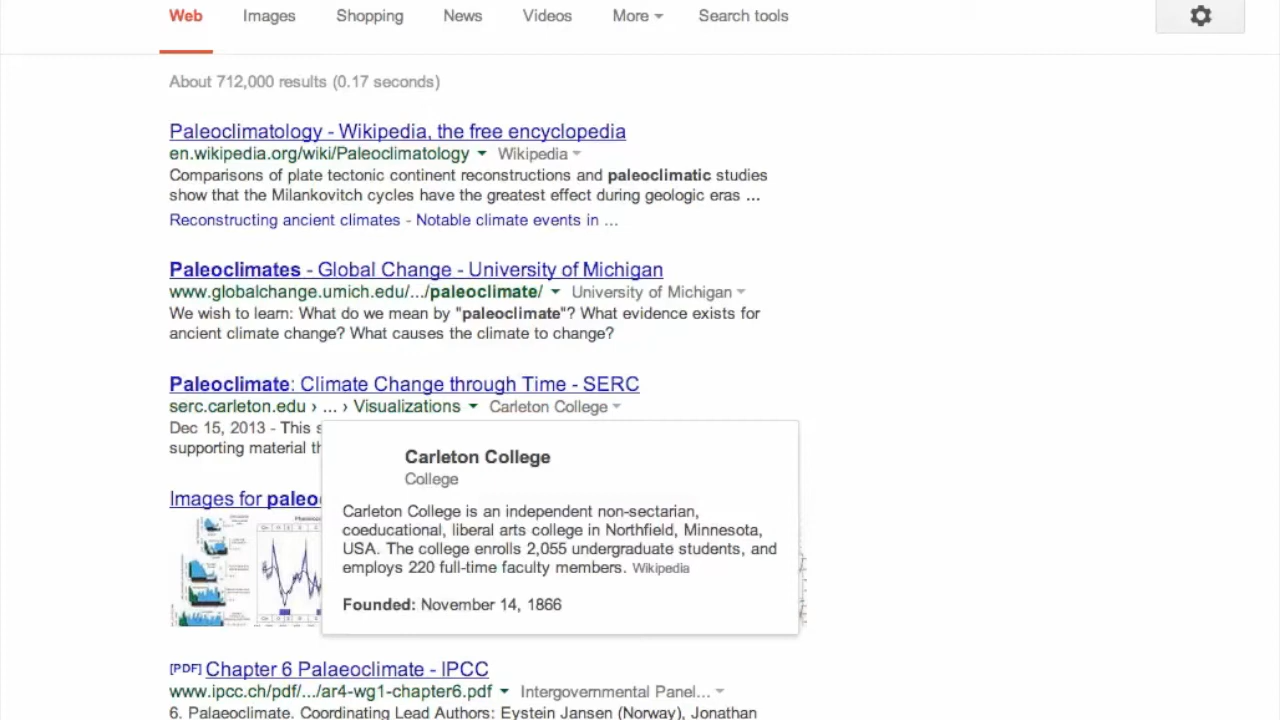 Web Images Shopping News Videos More Search tools
About 712,000 results (0.17 seconds)
Paleoclimatology - Wikipedia, the free encyclopedia
en.wikipedia.org/wiki/Paleoclimatology Wikipedia
Comparisons of plate tectonic continent reconstructions and paleoclimatic studies
show that the Milankovitch cycles have the greatest effect during geologic eras ...
Reconstructing ancient climates - Notable climate events in ...
Paleoclimates - Global Change - University of Michigan
www.globalchange.umich.edu/.../paleoclimate/ University of Michigan
We wish to learn: What do we mean by "paleoclimate"? What evidence exists for
ancient climate change? What causes the climate to change?
Paleoclimate: Climate Change through Time - SERC
serc.carleton.edu › ... › Visualizations Carleton College
Dec 15, 2013 - This
supporting material
Images for
Carleton College
College
Carleton College is an independent non-sectarian,
coeducational, liberal arts college in Northfield, Minnesota,
USA. The college enrolls 2,055 undergraduate students, and
employs 220 full-time faculty members. Wikipedia
Founded: November 14, 1866
[PDF] Chapter 6 Palaeoclimate - IPCC
www.ipcc.ch/pdf/.../ar4-wg1-chapter6.pdf Intergovernmental Panel...
6. Palaeoclimate. Coordinating Lead Authors: Eystein Jansen (Norway), Jonathan